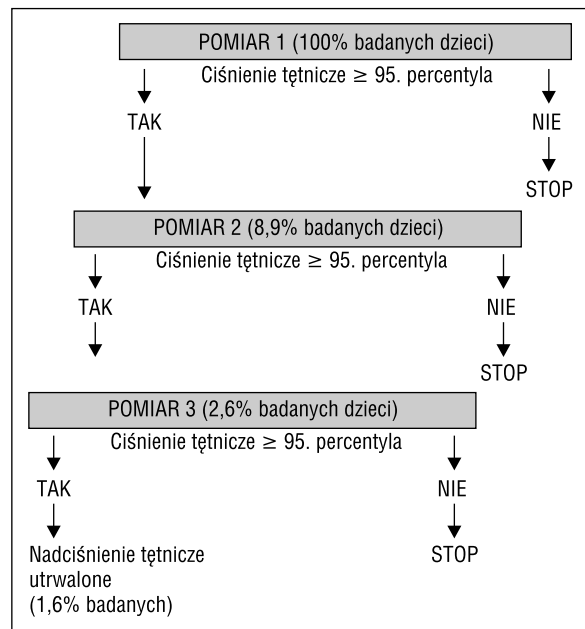 POMIAR 1 (100% badanych dzieci)
Ciśnienie tętnicze ≥ 95. percentyla
TAK
NIE
STOP
POMIAR 2 (8,9% badanych dzieci)
Ciśnienie tętnicze ≥ 95. percentyla
TAK
NIE
STOP
POMIAR 3 (2,6% badanych dzieci)
Ciśnienie tętnicze ≥ 95. percentyla
TAK
NIE
Nadciśnienie tętnicze
utrwalone
(1,6% badanych)
STOP